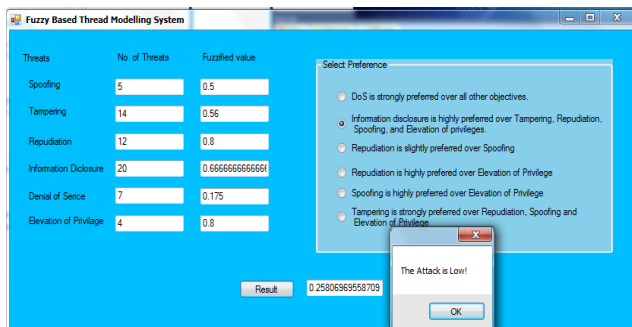 Fuzzy Based Thread Modelling System
Threats No. of Threats Fuzzified value
Select Preference
Spoofing 5 0.5
DoS is strongly preferred over all other objectives.
Tampering 14 0.56
Information disclosure is highly preferred over Tampering, Repudiation,
Spoofing, and Elevation of privileges.
Repudiation 12 0.8
Repudiation is slightly preferred over Spoofing
Information Diclosure 20 0.6666666666666
Repudiation is highly prefered over Elevation of Privilege
Denial of Serice 7 0.175
Spoofing is highly prefered over Elevation of Privilege
Elevation of Privilage 4 0.8
Tampering is strongly preferred over Repudiation, Spoofing and
Elevation of Privilege
X
The Attack is Low!
Result 0.25806969558709
OK